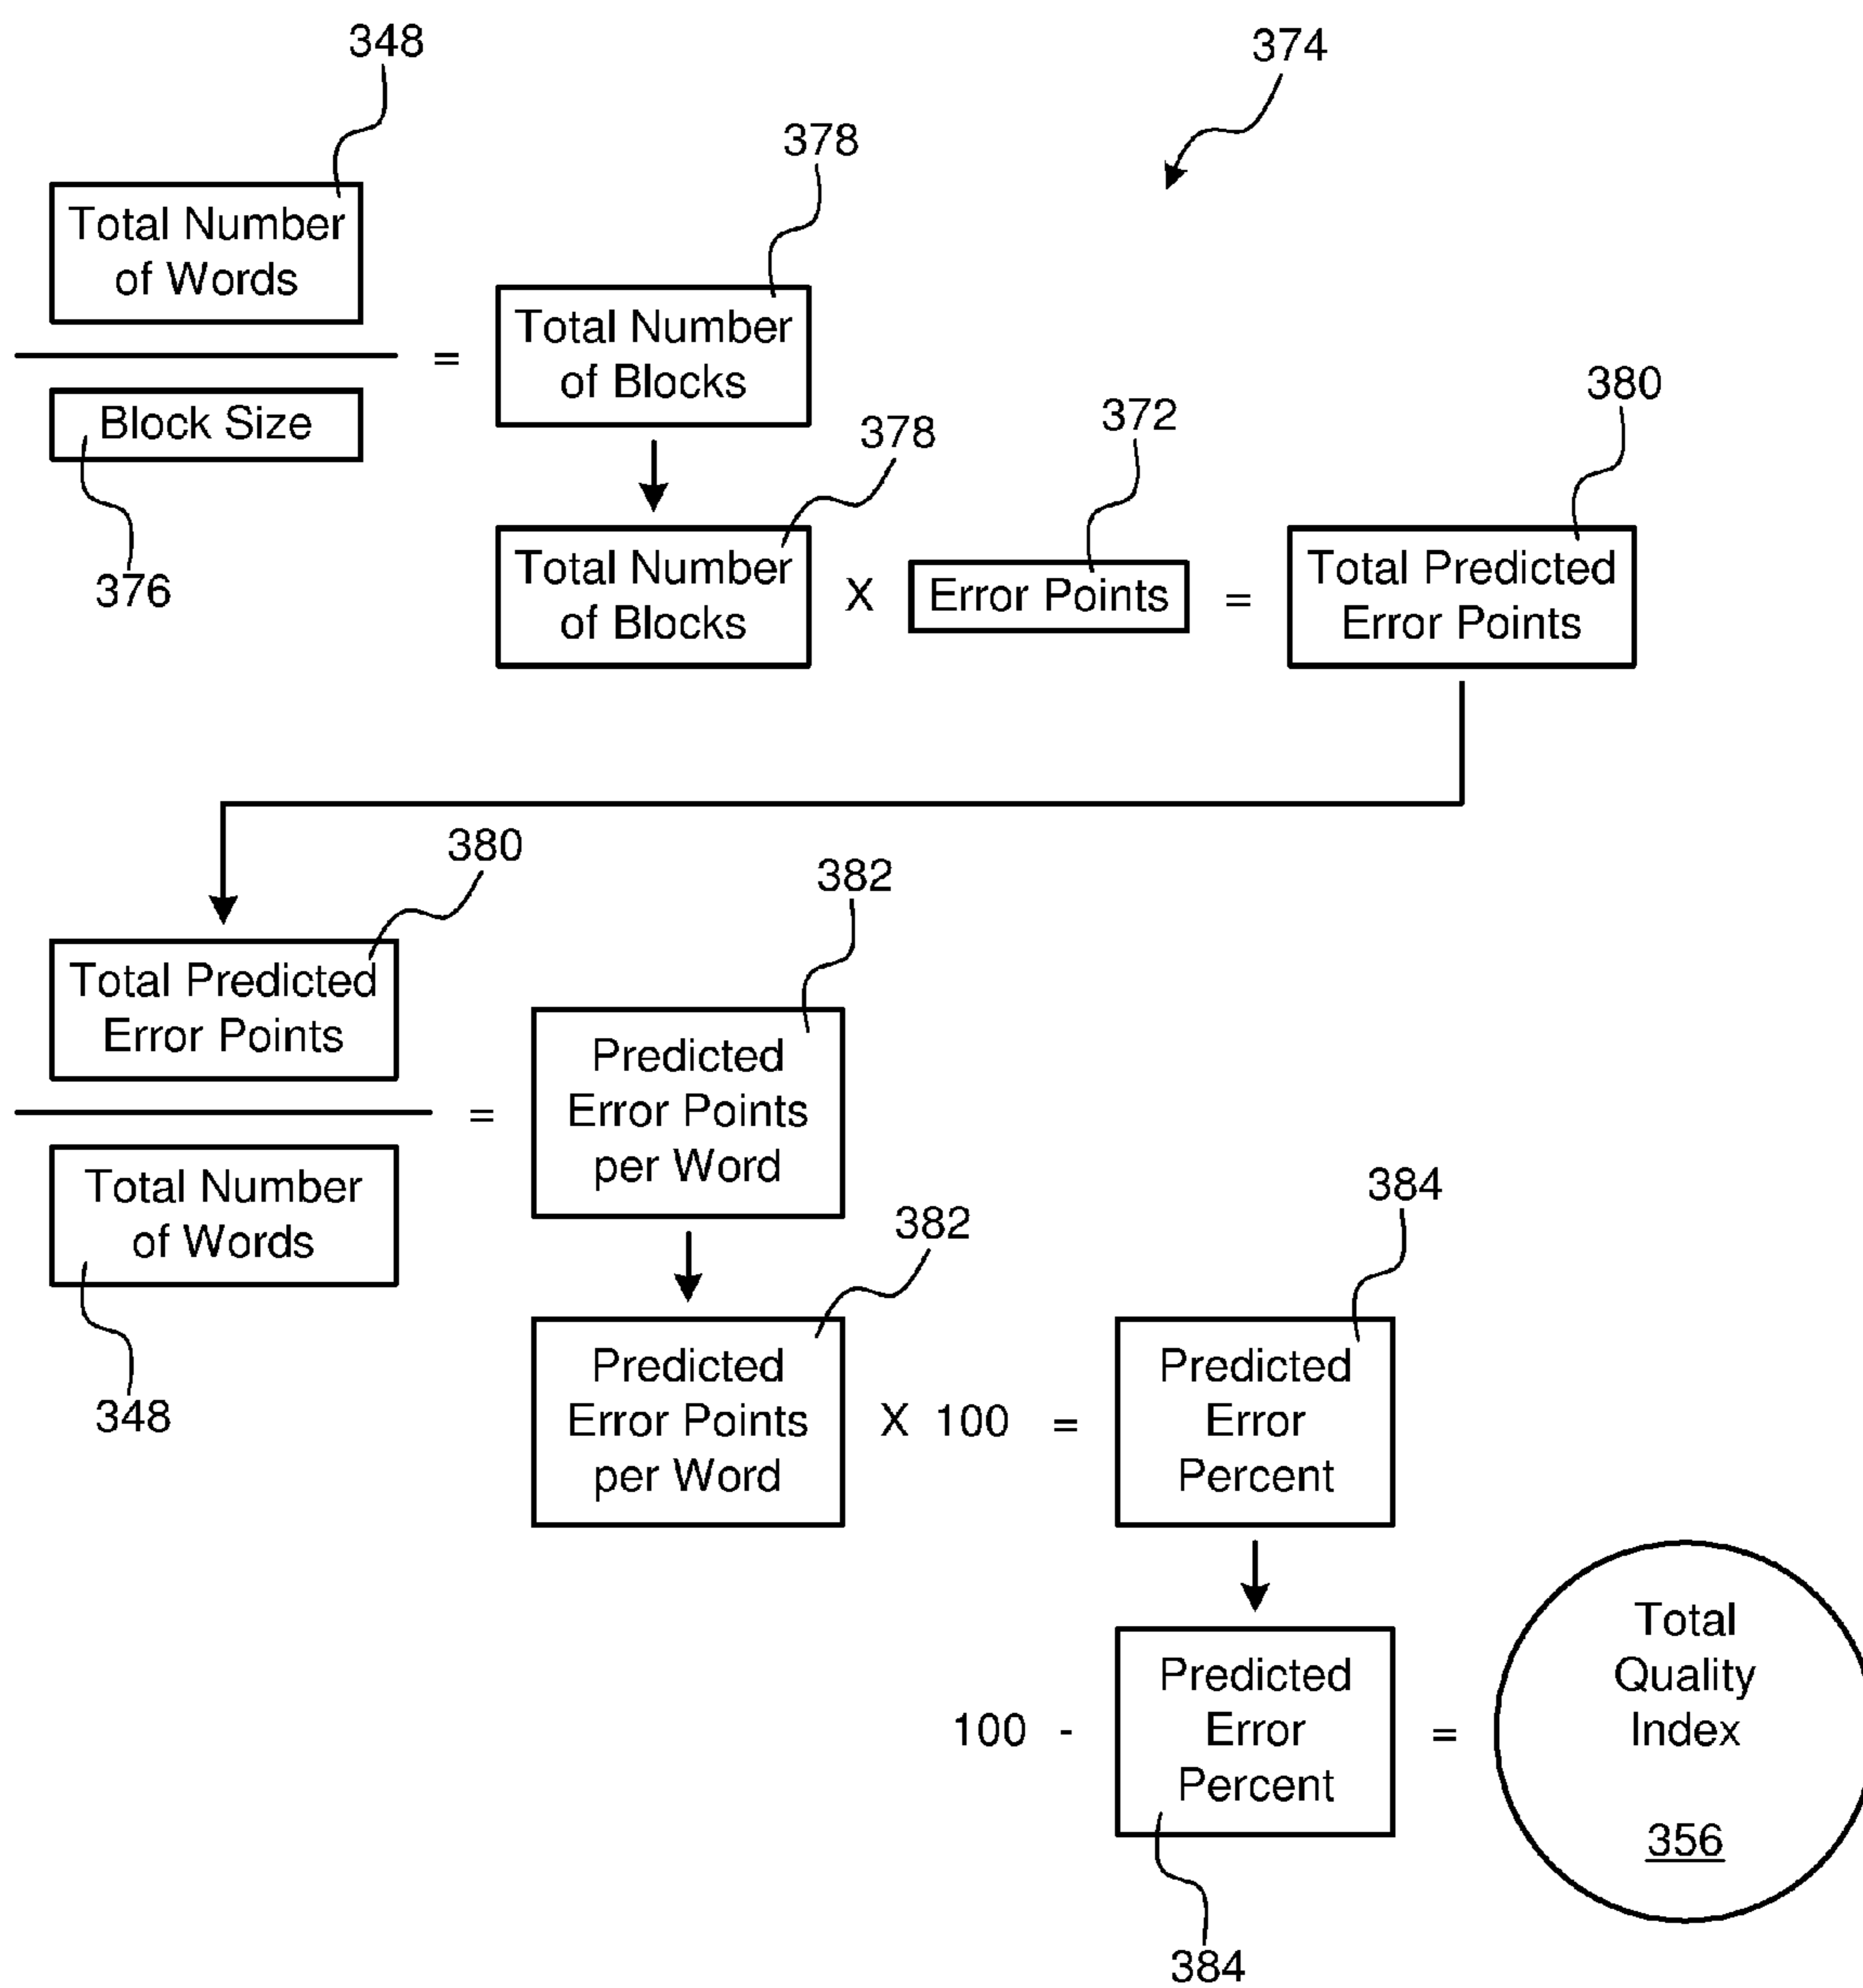 348
374
378
Total Number
of Words
=
Total Number
of Blocks
Block Size
376
378
372
380
Total Number
of Blocks
X
Error Points
=
Total Predicted
Error Points
380
382
Total Predicted
Error Points
=
Predicted
Error Points
per Word
Total Number
of Words
348
382
384
Predicted
Error Points
per Word
X 100 =
Predicted
Error
Percent
100 -
Predicted
Error
Percent
=
Total
Quality
Index
356
384